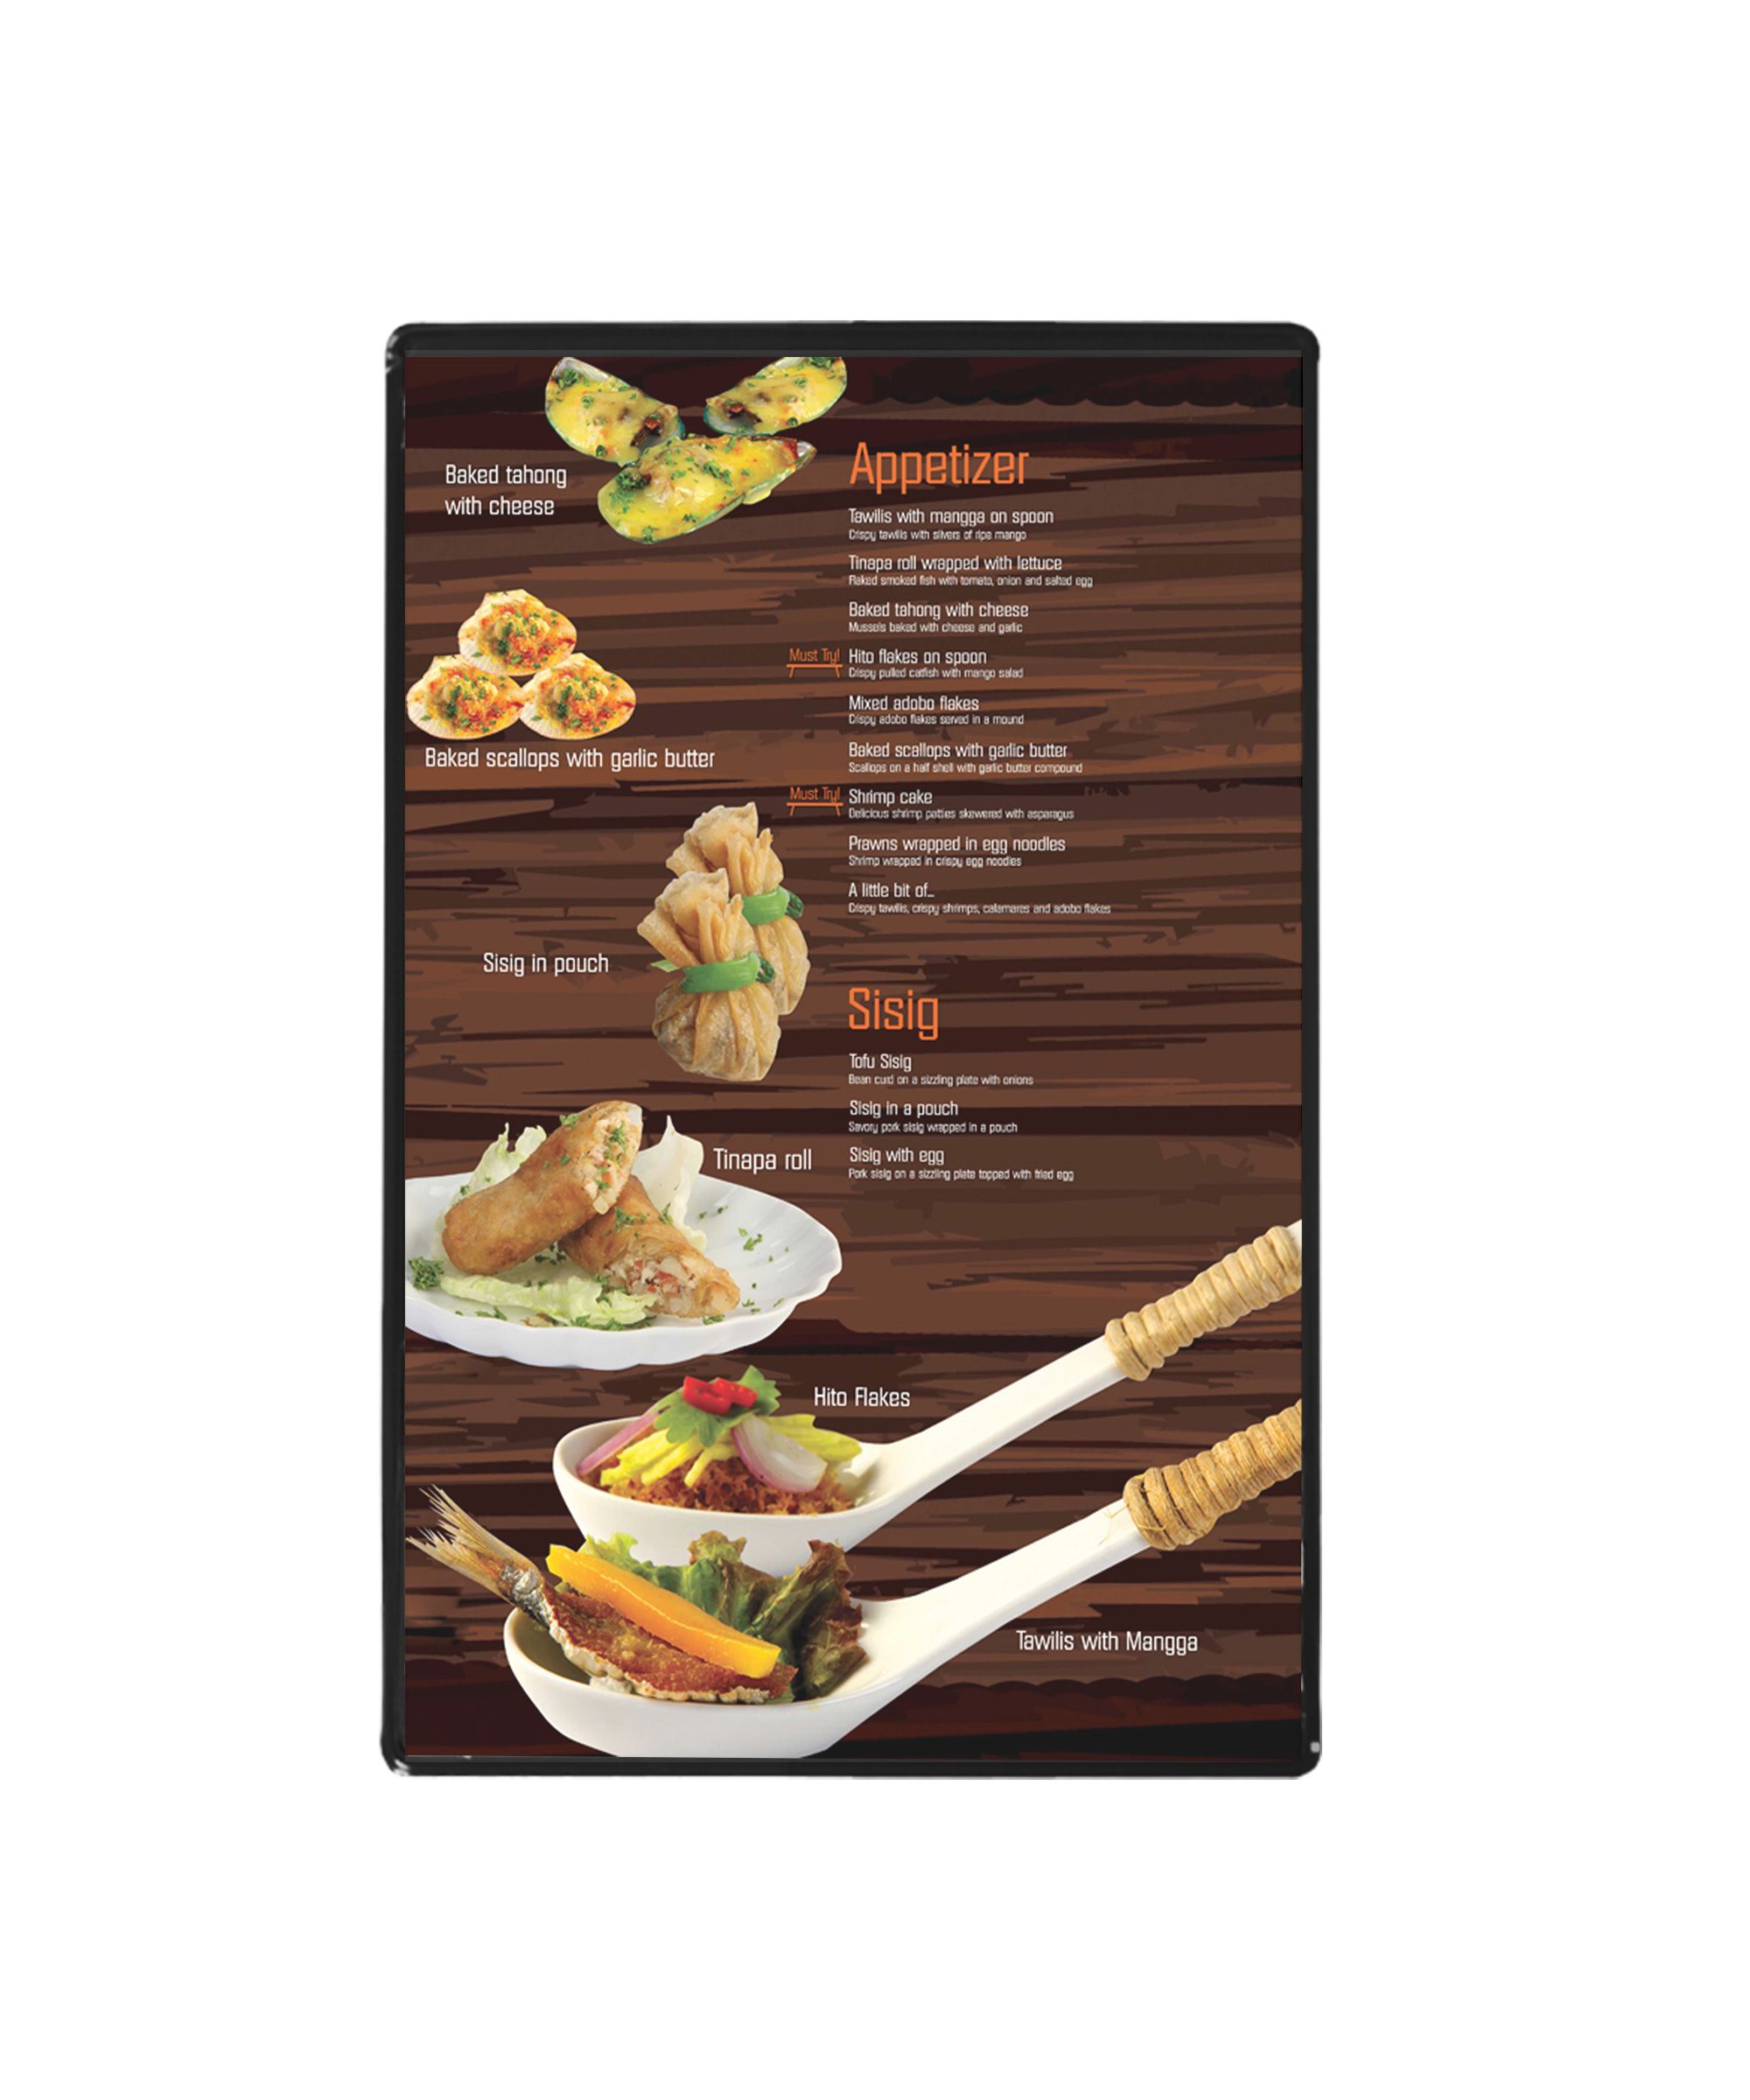 Baked tahong
with cheese
Baked scallops with garlic butter
Sisig in pouch
Tinapa roll
Hito Flakes
Tawilis with Mangga
Appetizer
Tawilis with mangga on spoon
Crispy tawilis with slivers of ripe mango
Tinapa roll wrapped with lettuce
Flaked smoked fish with tomato, onion and salted egg
Baked tahong with cheese
Mussels baked with cheese and garlic
Must Try! Hito flakes on spoon
Crispy pulled catfish with mango salad
Mixed adobo flakes
Crispy adobo flakes served in a mound
Baked scallops with garlic butter
Scallops on a half shell with garlic butter compound
Must Try! Shrimp cake
Delicious shrimp patties skewered with asparagus
Prawns wrapped in egg noodles
Shrimp wrapped in crispy egg noodles
A little bit of...
Crispy tawilis, crispy shrimps, calamares and adobo flakes
Sisig
Tofu Sisig
Bean curd on a sizzling plate with onions
Sisig in a pouch
Savory pork sisig wrapped in a pouch
Sisig with egg
Pork sisig on a sizzling plate topped with fried egg